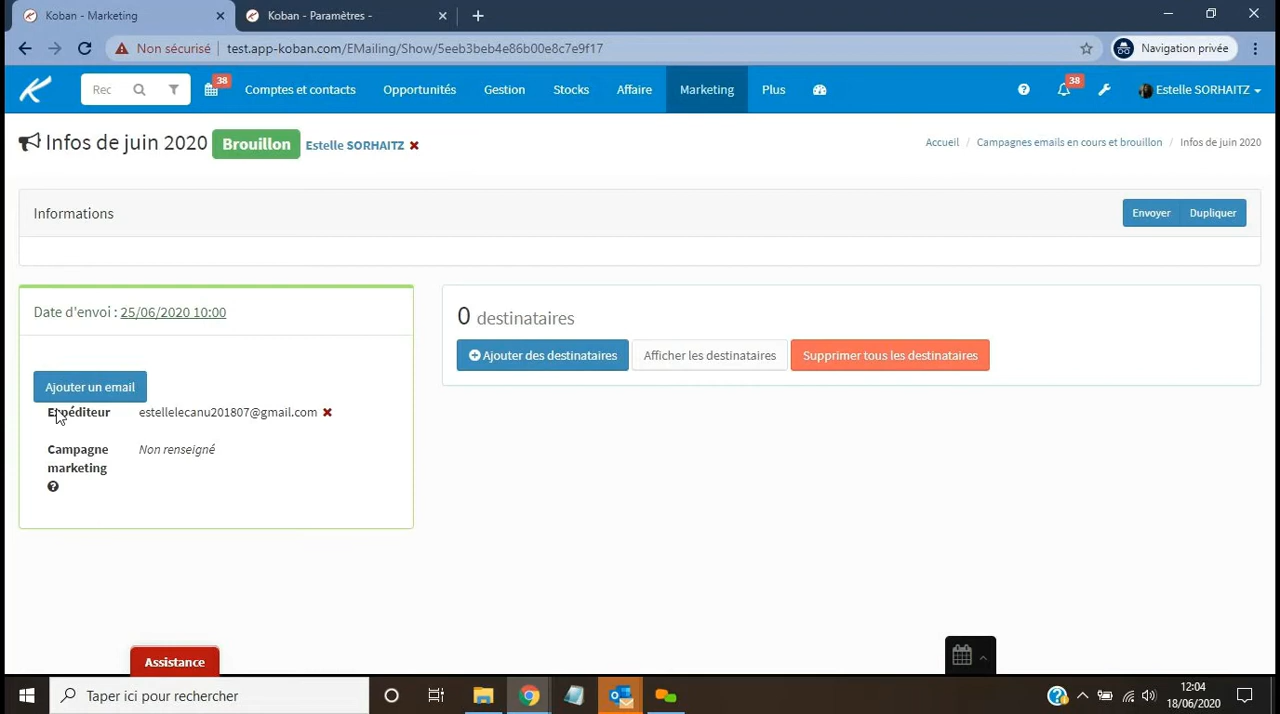 Koban - Marketing
Koban - Paramètres -
Non sécurisé
test.app-koban.com/EMailing/Show/5eeb3beb4e86b00e8c7e9f17
Navigation privée
Rec
38
Comptes et contacts
Opportunités
Gestion
Stocks
Affaire
Marketing
Plus
38
Estelle SORHAITZ
Infos de juin 2020
Brouillon
Estelle SORHAITZ
Accueil / Campagnes emails en cours et brouillon / Infos de juin 2020
Informations
Envoyer
Dupliquer
Date d'envoi : 25/06/2020 10:00
0 destinataires
Ajouter des destinataires
Afficher les destinataires
Supprimer tous les destinataires
Ajouter un email
Expéditeur
estellelecanu201807@gmail.com
Campagne
marketing
Non renseigné
Assistance
Taper ici pour rechercher
12:04
18/06/2020